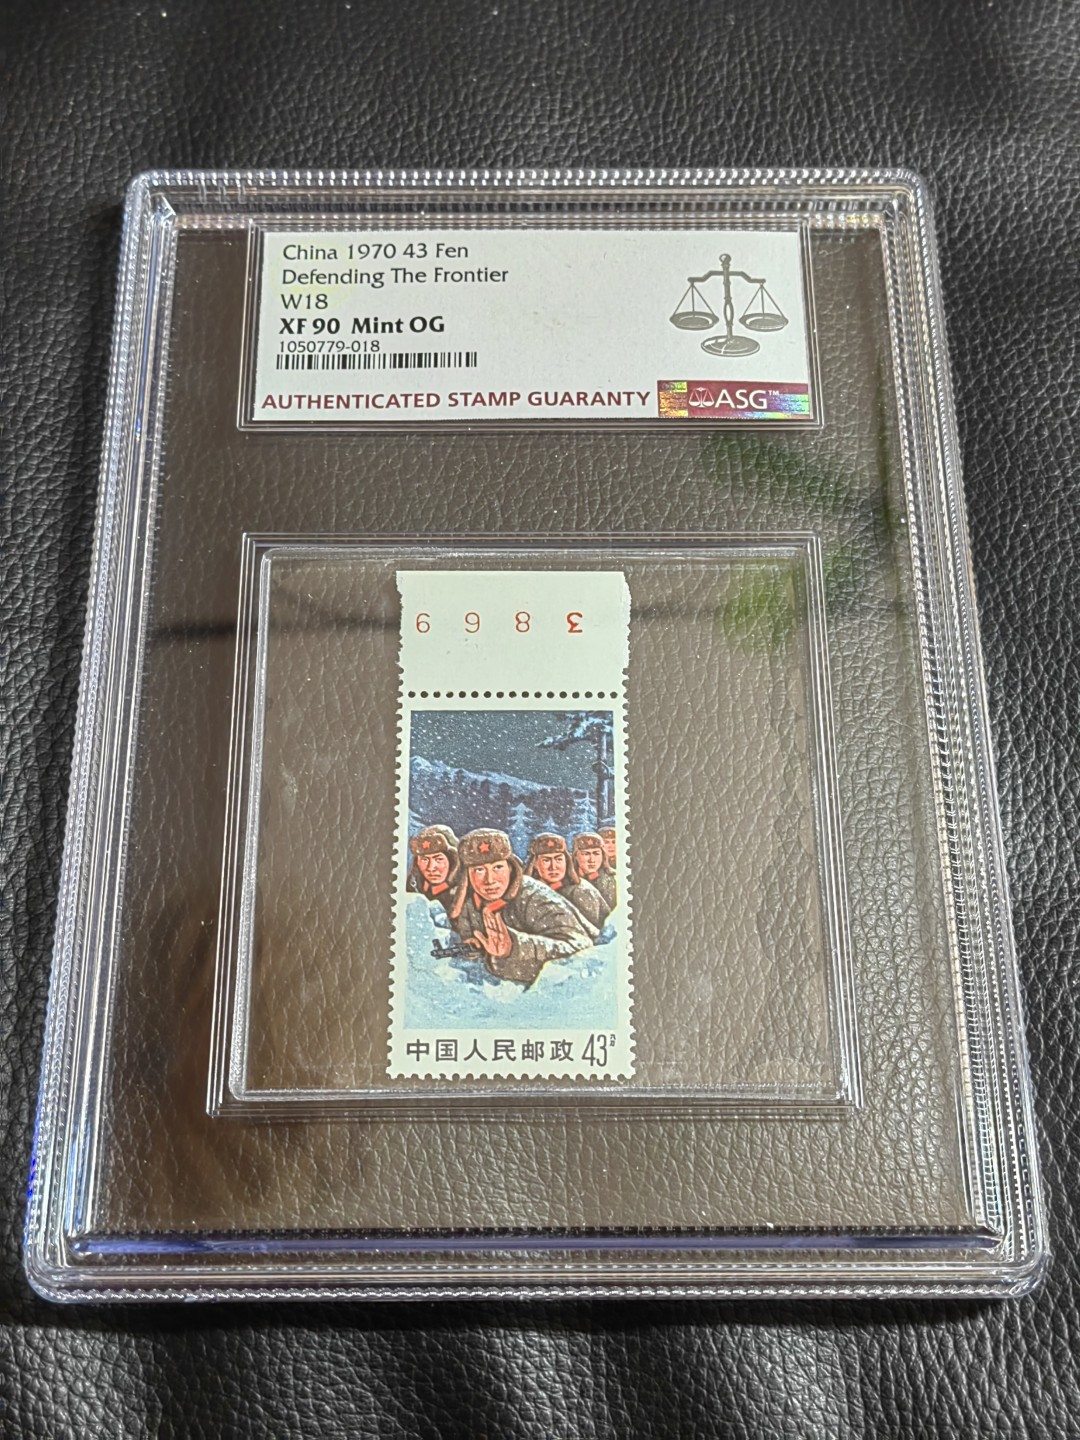 China 1970 43 Fen
Defending The Frontier
W18
XF 90 Mint OG
1050779-018
AUTHENTICATED STAMP GUARANTY ASG™
9 6 8 3
中国人民邮政 43分